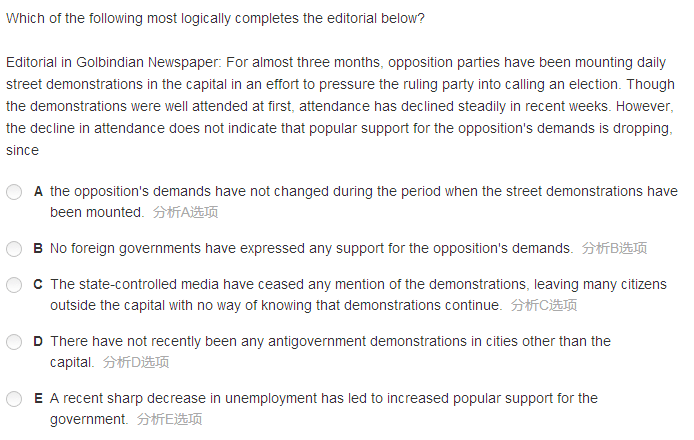 Which of the following most logically completes the editorial below?
Editorial in Golbindian Newspaper: For almost three months, opposition parties have been mounting daily
street demonstrations in the capital in an effort to pressure the ruling party into calling an election. Though
the demonstrations were well attended at first, attendance has declined steadily in recent weeks. However,
the decline in attendance does not indicate that popular support for the opposition's demands is dropping,
since
A the opposition's demands have not changed during the period when the street demonstrations have
been mounted. 分析A选项
B No foreign governments have expressed any support for the opposition's demands. 分析B选项
C The state-controlled media have ceased any mention of the demonstrations, leaving many citizens
outside the capital with no way of knowing that demonstrations continue. 分析C选项
D There have not recently been any antigovernment demonstrations in cities other than the
capital. 分析D选项
E A recent sharp decrease in unemployment has led to increased popular support for the
government. 分析E选项